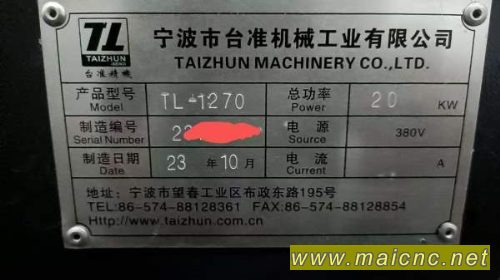 TL
TAIZHUN
台准精機
宁波市台准机械工业有限公司
TAIZHUN MACHINERY CO.,LTD.
产品型号 TL-1270 总功率 20 KW
Model Power
制造编号 22 电 源 380V
Serial Number Source
制造日期 23 年 10 月 电 流 A
Date Current
地址: 宁波市望春工业区布政东路195号
TEL:86-574-88128361 FAX:86-574-88128854
Http://www.taizhun.com.cn
www.maicnc.net